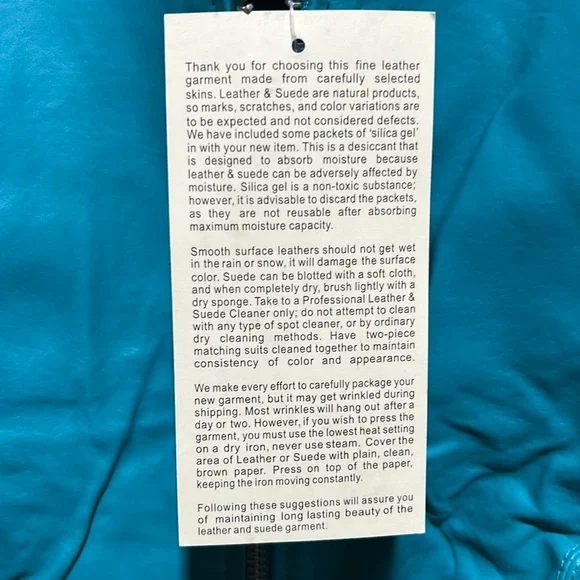 Thank you for choosing this fine leather
garment made from carefully selected
skins. Leather & Suede are natural products,
so marks, scratches, and color variations are
to be expected and not considered defects.
We have included some packets of 'silica gel'
in with your new item. This is a desiccant that
is designed to absorb moisture because
leather & suede can be adversely affected by
moisture. Silica gel is a non-toxic substance;
however, it is advisable to discard the packets,
as they are not reusable after absorbing
maximum moisture capacity.
Smooth surface leathers should not get wet
in the rain or snow, it will damage the surface
color. Suede can be blotted with a soft cloth,
and when completely dry, brush lightly with a
dry sponge. Take to a Professional Leather &
Suede Cleaner only; do not attempt to clean
with any type of spot cleaner, or by ordinary
dry cleaning methods. Have two-piece
matching suits cleaned together to maintain
consistency of color and appearance.
We make every effort to carefully package your
new garment, but it may get wrinkled during
shipping. Most wrinkles will hang out after a
day or two. However, if you wish to press the
garment, you must use the lowest heat setting
on a dry iron, never use steam. Cover the
area of Leather or Suede with plain, clean,
brown paper. Press on top of the paper,
keeping the iron moving constantly.
Following these suggestions will assure you
of maintaining long lasting beauty of the
leather and suede garment.